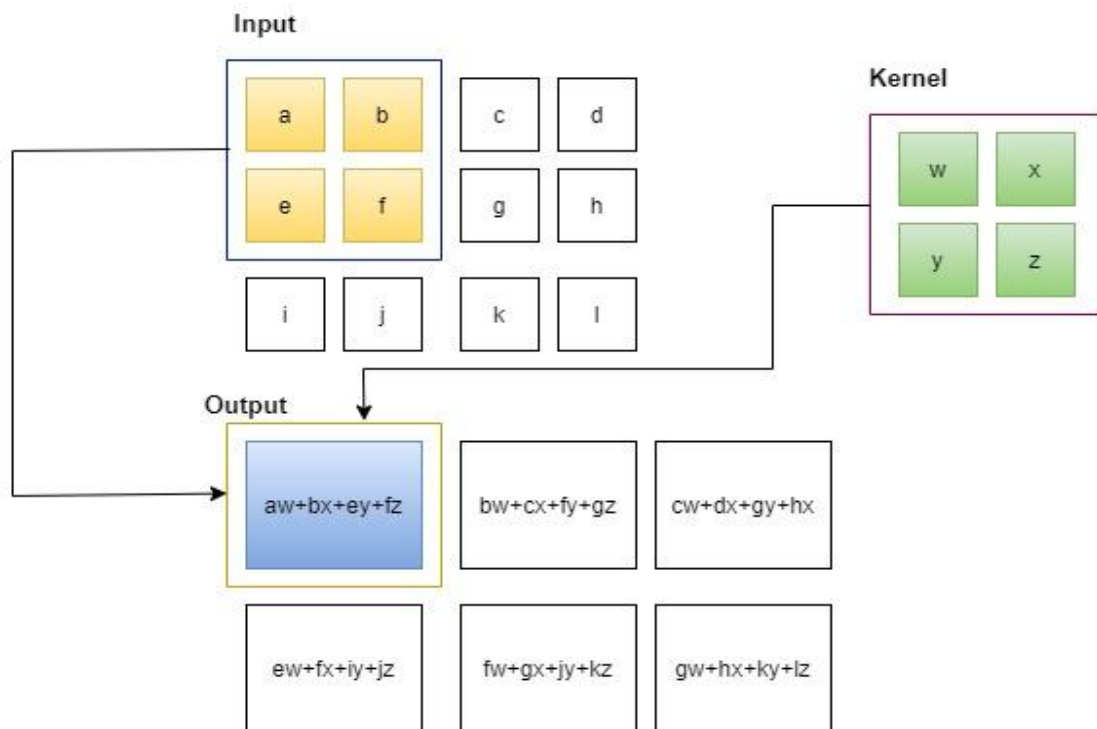 Input
Kernel
a b c d
w x
e f g h
y z
i j k l
Output
aw+bx+ey+fz bw+cx+fy+gz cw+dx+gy+hx
ew+fx+iy+jz fw+gx+jy+kz gw+hx+ky+lz